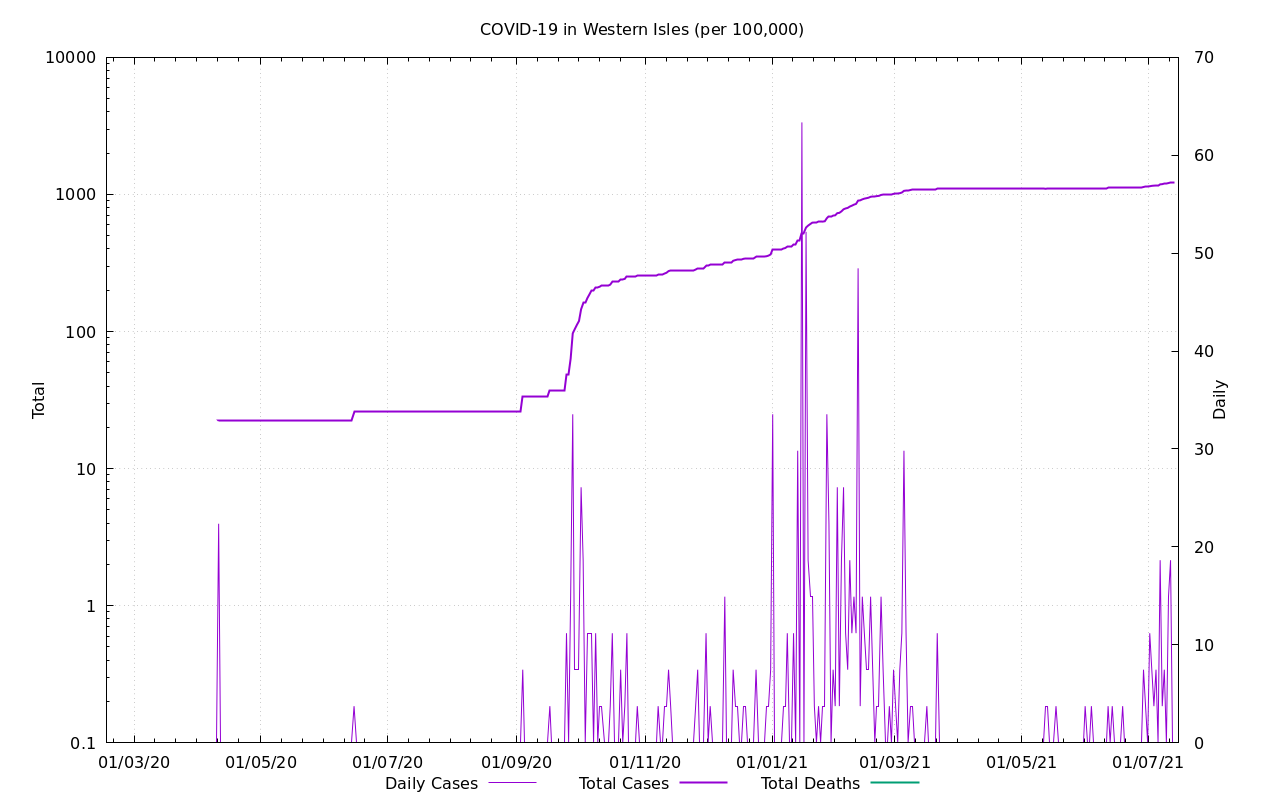 COVID-19 in Western Isles (per 100,000)
10000
1000
100
10
1
0.1
Total
70
60
50
40
30
20
10
0
Daily
01/03/20 01/05/20 01/07/20 01/09/20 01/11/20 01/01/21 01/03/21 01/05/21 01/07/21
Daily Cases Total Cases Total Deaths